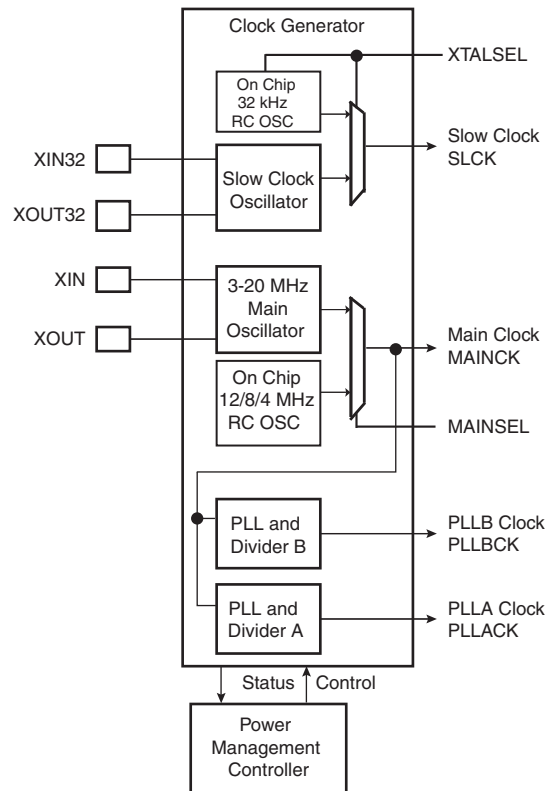 Clock Generator
XTALSEL
On Chip
32 kHz
RC OSC
Slow Clock
SLCK
XIN32
Slow Clock
Oscillator
XOUT32
XIN
3-20 MHz
Main
Oscillator
XOUT
Main Clock
MAINCK
On Chip
12/8/4 MHz
RC OSC
MAINSEL
PLL and
Divider B
PLLB Clock
PLLBCK
PLL and
Divider A
PLLA Clock
PLLACK
Status
Control
Power
Management
Controller